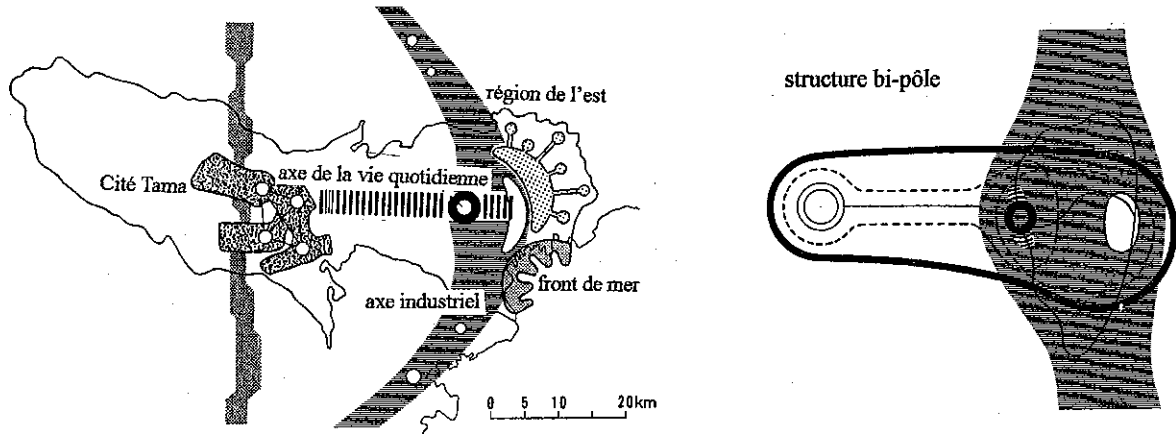 région de l'est
structure bi-pôle
Cité Tama
axe de la vie quotidienne
axe industriel
front de mer
0 5 10 20km